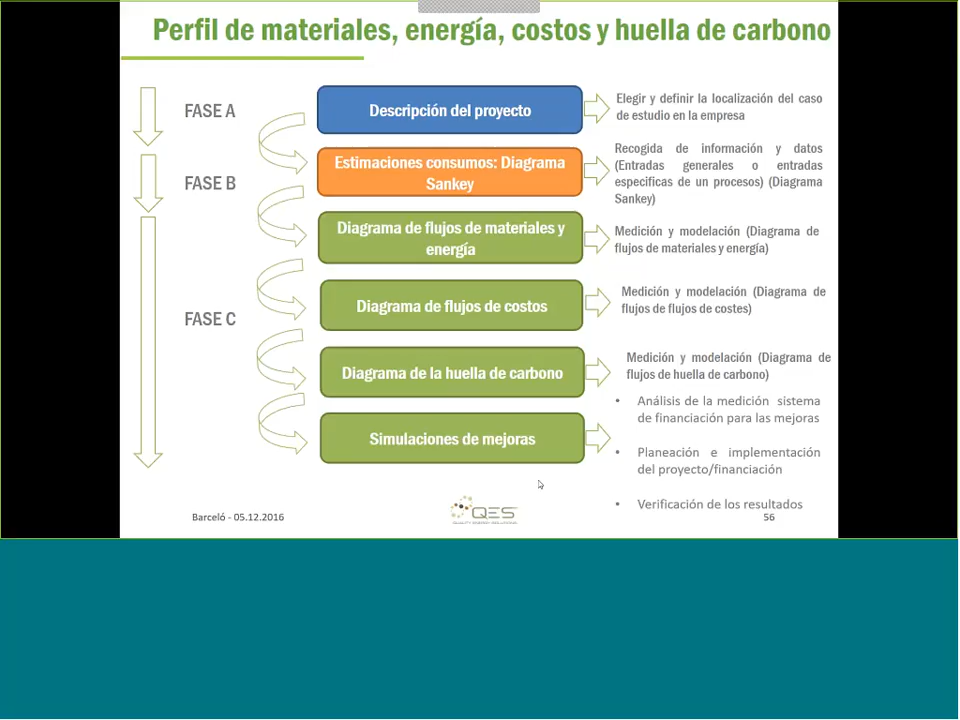 Perfil de materiales, energía, costos y huella de carbono
FASE A
Descripción del proyecto
Elegir y definir la localización del caso
de estudio en la empresa
FASE B
Estimaciones consumos: Diagrama
Sankey
Recogida de información y datos
(Entradas generales o entradas
especificas de un procesos) (Diagrama
Sankey)
Diagrama de flujos de materiales y
energía
Medición y modelación (Diagrama de
flujos de materiales y energía)
FASE C
Diagrama de flujos de costos
Medición y modelación (Diagrama de
flujos de flujos de costes)
Diagrama de la huella de carbono
Medición y modelación (Diagrama de
flujos de huella de carbono)
Simulaciones de mejoras
• Análisis de la medición sistema
de financiación para las mejoras
• Planeación e implementación
del proyecto/financiación
• Verificación de los resultados
Barceló - 05.12.2016
QES
QUALITY ENERGY SOLUTIONS
56